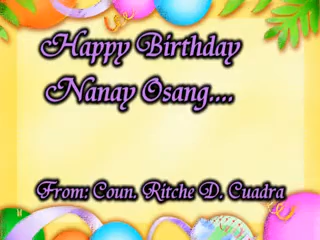 Happy Birthday
Nanay Osang....
From: Coun. Ritche D. Cuadra